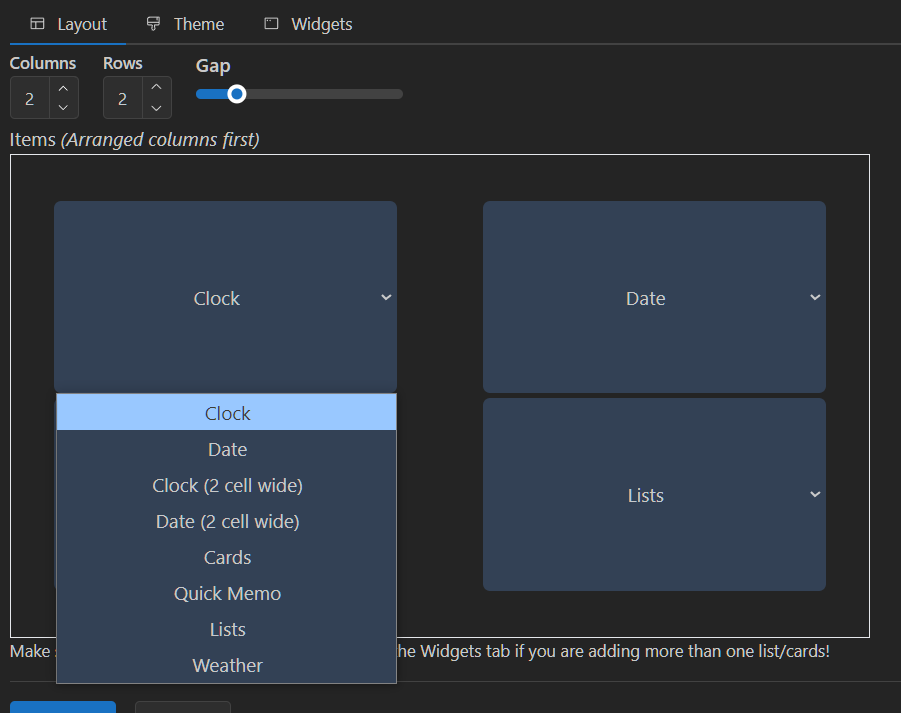 Layout
Theme
Widgets
Columns
Rows
Gap
2
2
Items (Arranged columns first)
Clock
Date
Clock
Date
Clock (2 cell wide)
Date (2 cell wide)
Cards
Quick Memo
Lists
Weather
Lists
Make he Widgets tab if you are adding more than one list/cards!